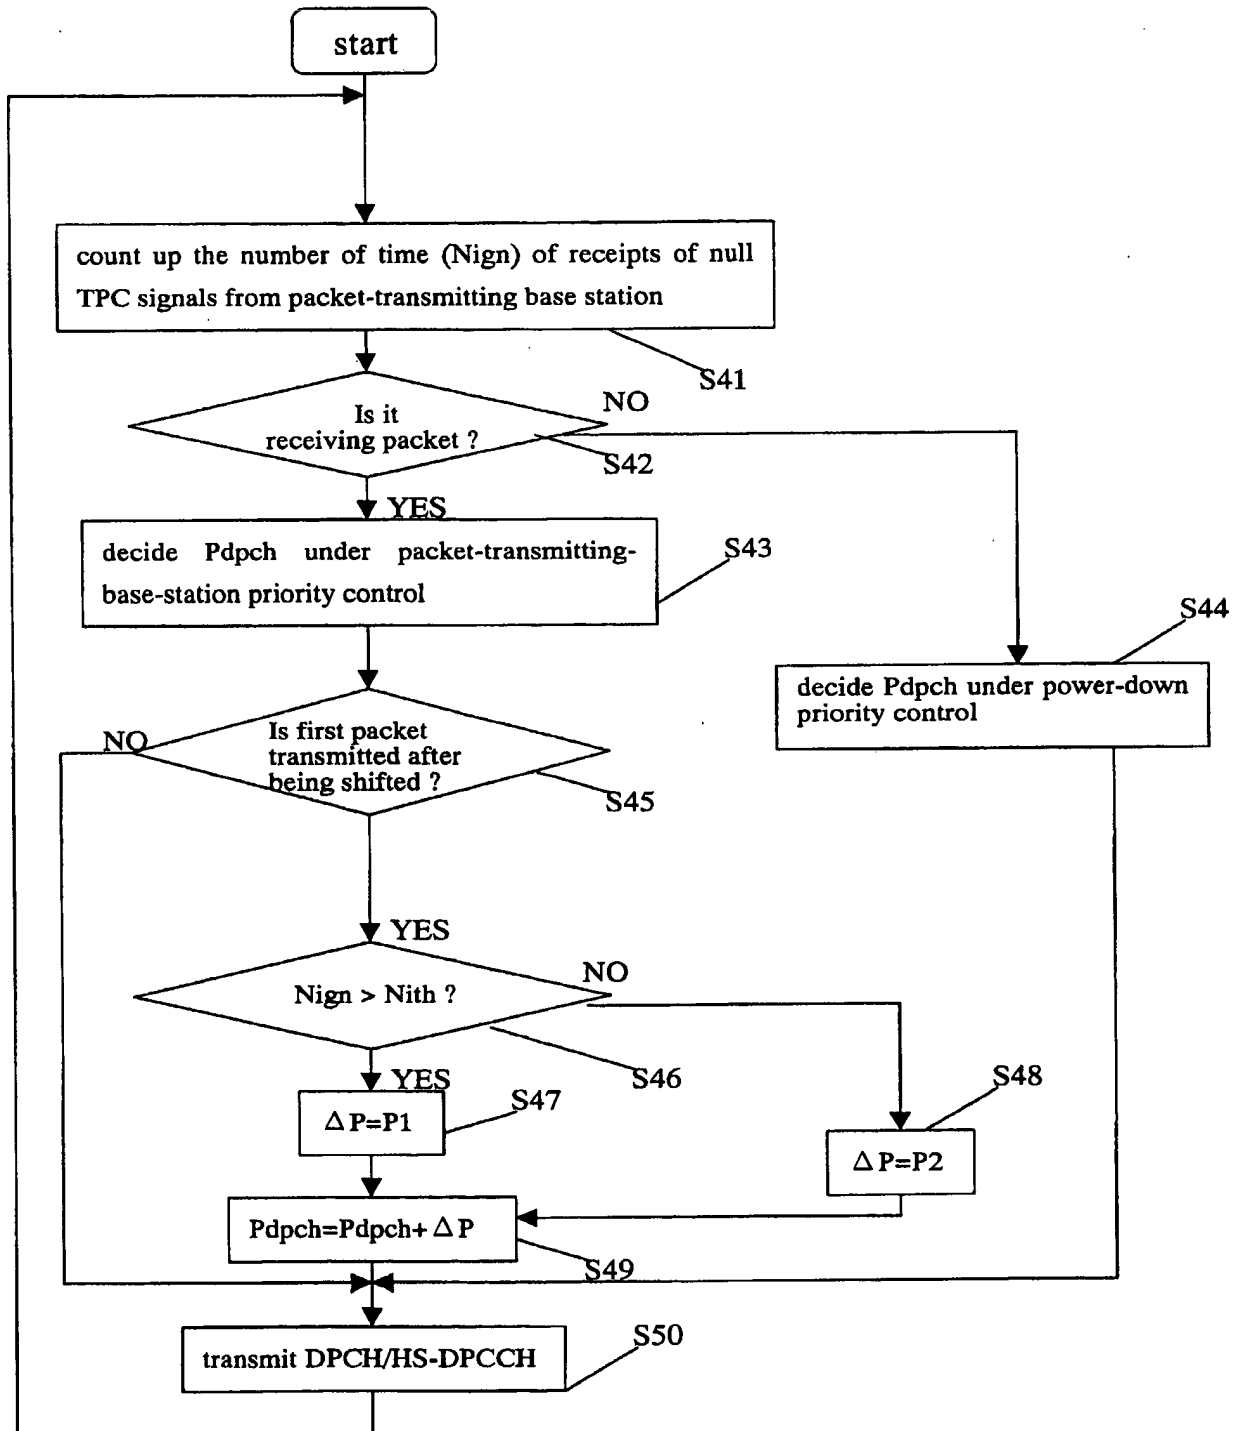 start
count up the number of time (Nign) of receipts of null
TPC signals from packet-transmitting base station
S41
Is it
receiving packet ?
NO
S42
YES
decide Pdpch under packet-transmitting-
base-station priority control
S43
S44
decide Pdpch under power-down
priority control
NO
Is first packet
transmitted after
being shifted ?
S45
YES
Nign > Nith ?
NO
S46
YES
△P=P1
S47
S48
△P=P2
Pdpch=Pdpch+△P
S49
transmit DPCH/HS-DPCCH
S50